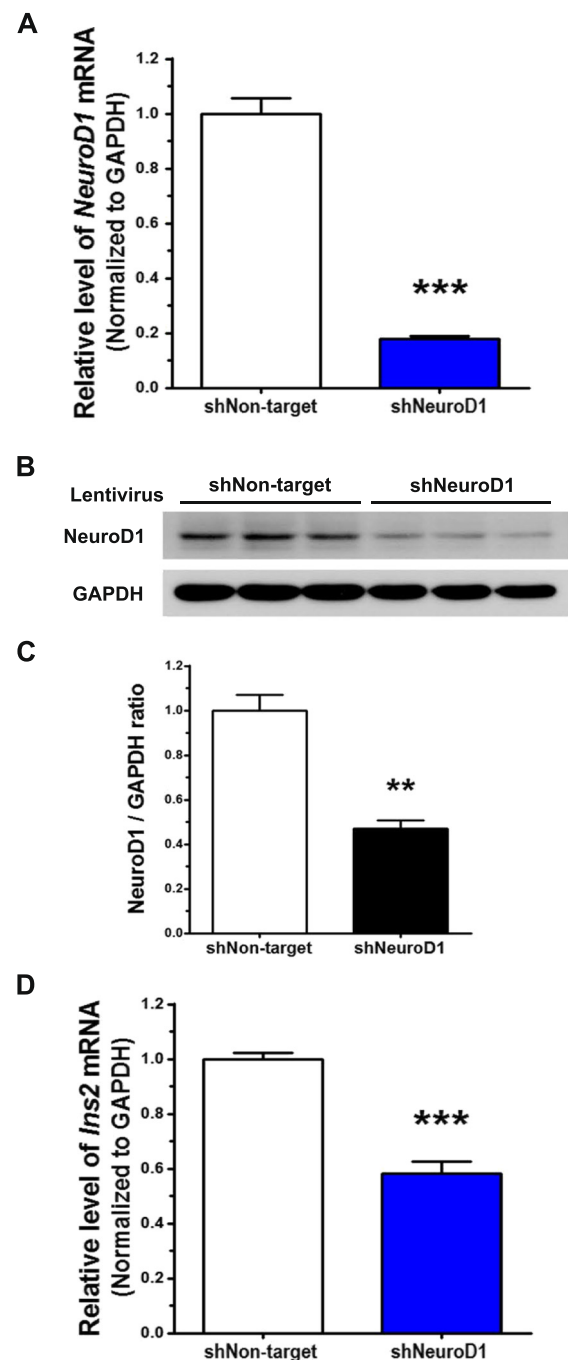 A
Relative level of NeuroD1 mRNA
(Normalized to GAPDH)
1.2
1.0
0.8
0.6
0.4
0.2
0.0
***
shNon-target shNeuroD1
B
Lentivirus shNon-target shNeuroD1
NeuroD1
GAPDH
C
NeuroD1 / GAPDH ratio
1.2
1.0
0.8
0.6
0.4
0.2
0.0
**
shNon-target shNeuroD1
D
Relative level of Ins2 mRNA
(Normalized to GAPDH)
1.2
1.0
0.8
0.6
0.4
0.2
0.0
***
shNon-target shNeuroD1